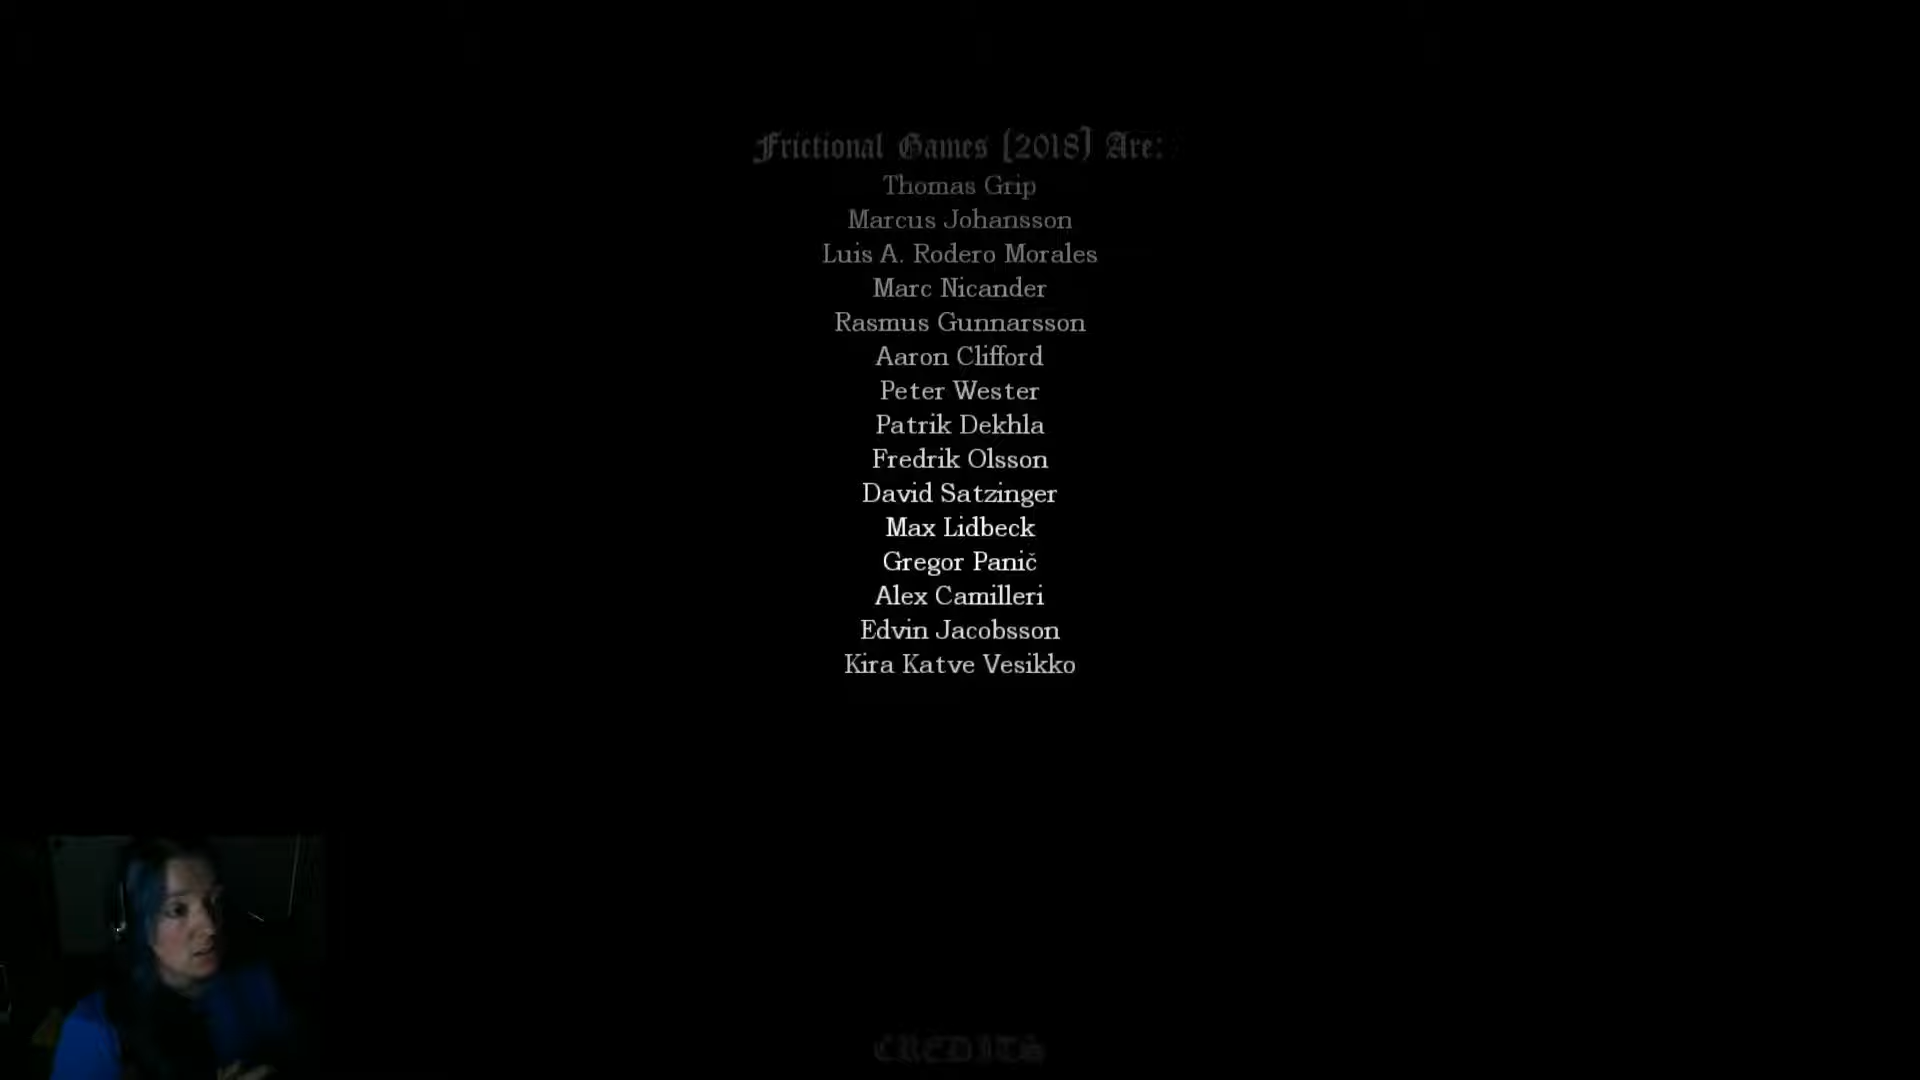 Frictional Games [2018] Are:
Thomas Grip
Marcus Johansson
Luis A. Rodero Morales
Marc Nicander
Rasmus Gunnarsson
Aaron Clifford
Peter Wester
Patrik Dekhla
Fredrik Olsson
David Satzinger
Max Lidbeck
Gregor Panič
Alex Camilleri
Edvin Jacobsson
Kira Katve Vesikko
CREDITS